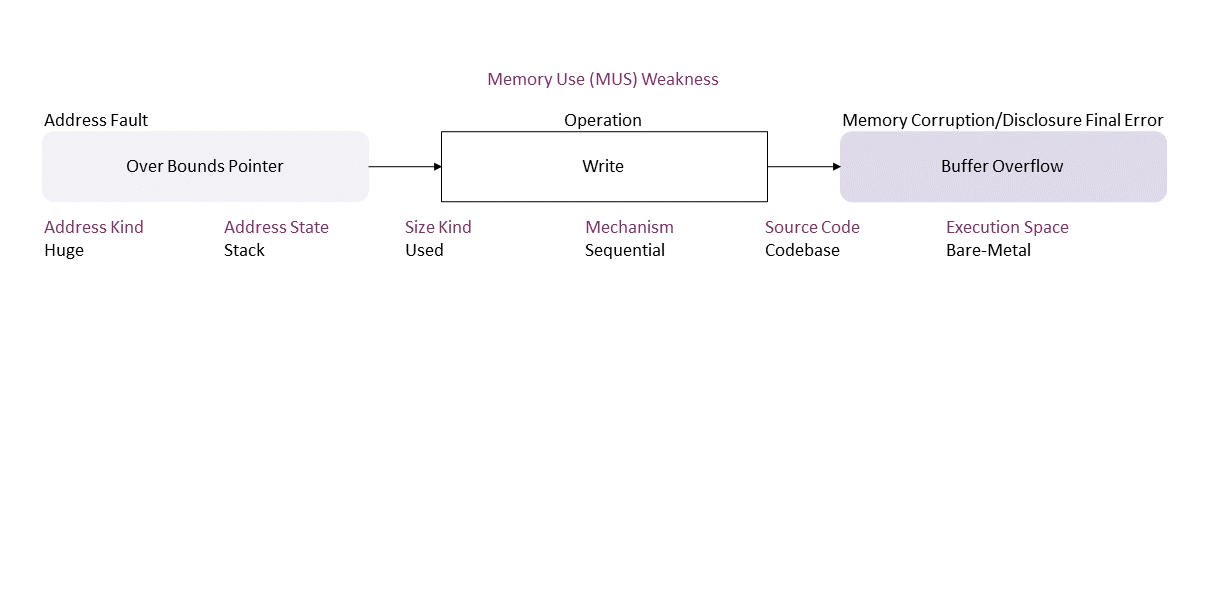 Memory Use (MUS) Weakness
Address Fault
Operation
Memory Corruption/Disclosure Final Error
Over Bounds Pointer
Write
Buffer Overflow
Address Kind
Address State
Size Kind
Mechanism
Source Code
Execution Space
Huge
Stack
Used
Sequential
Codebase
Bare-Metal